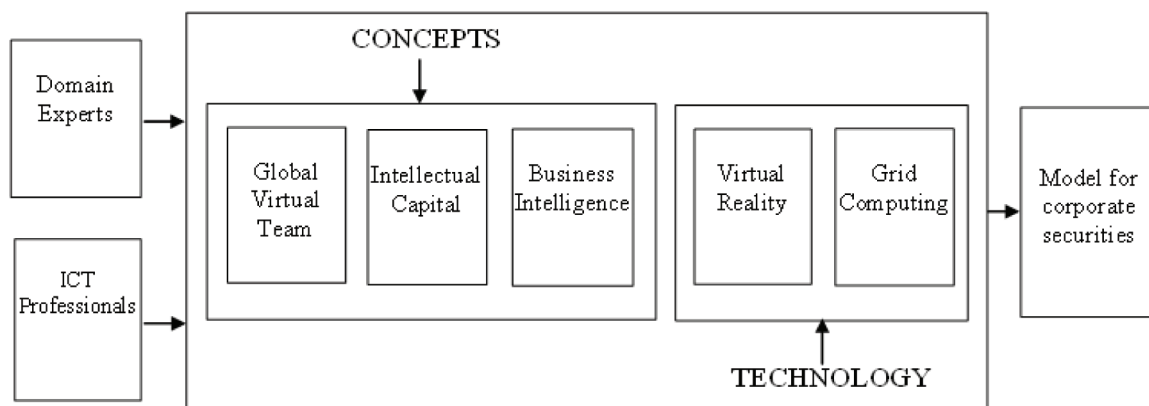 CONCEPTS
Domain
Experts
Global
Virtual
Team
Intellectual
Capital
Business
Intelligence
Virtual
Reality
Grid
Computing
Model for
corporate
securities
ICT
Professionals
TECHNOLOGY